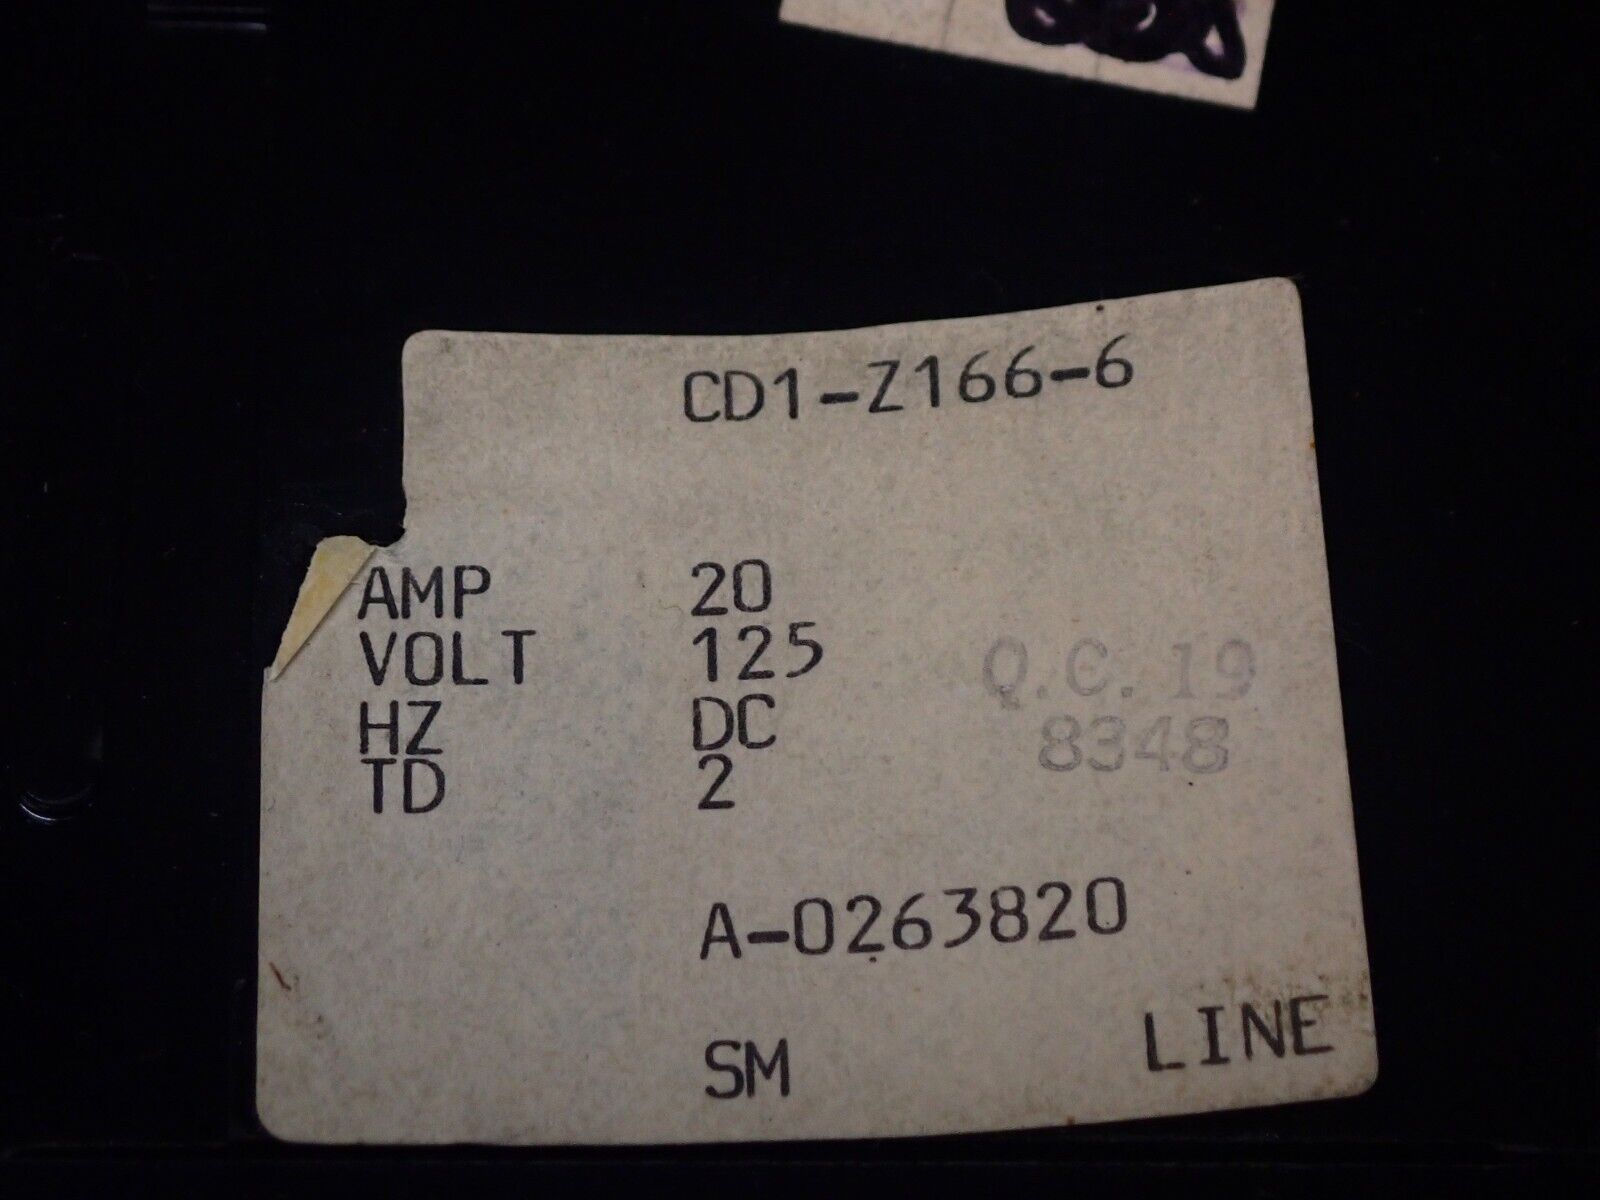 CD1-Z166-6
AMP 20
VOLT 125
HZ DC
TD 2
Q.C. 19
8348
A-0263820
SM LINE